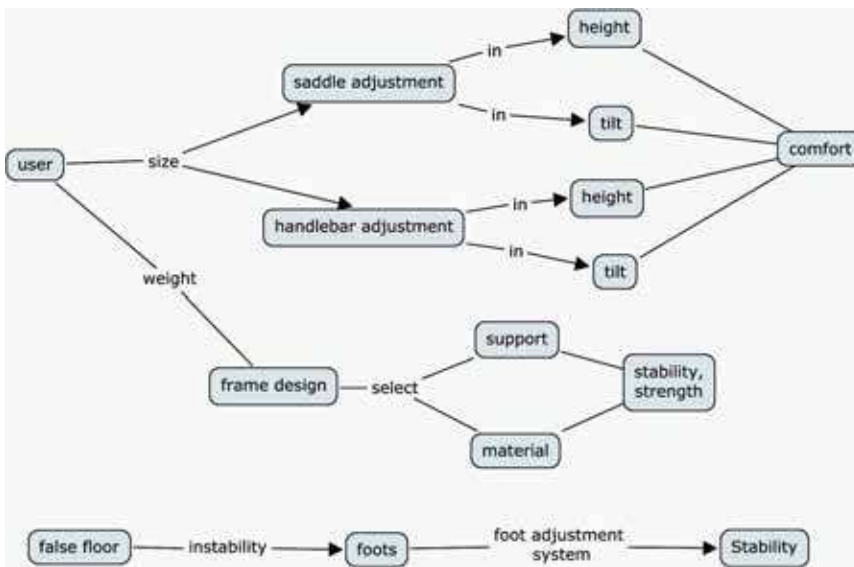 height
in
saddle adjustment
in
tilt
user
size
comfort
height
in
handlebar adjustment
in
tilt
weight
support
stability,
strength
frame design
select
material
false floor
instability
foots
foot adjustment
system
Stability